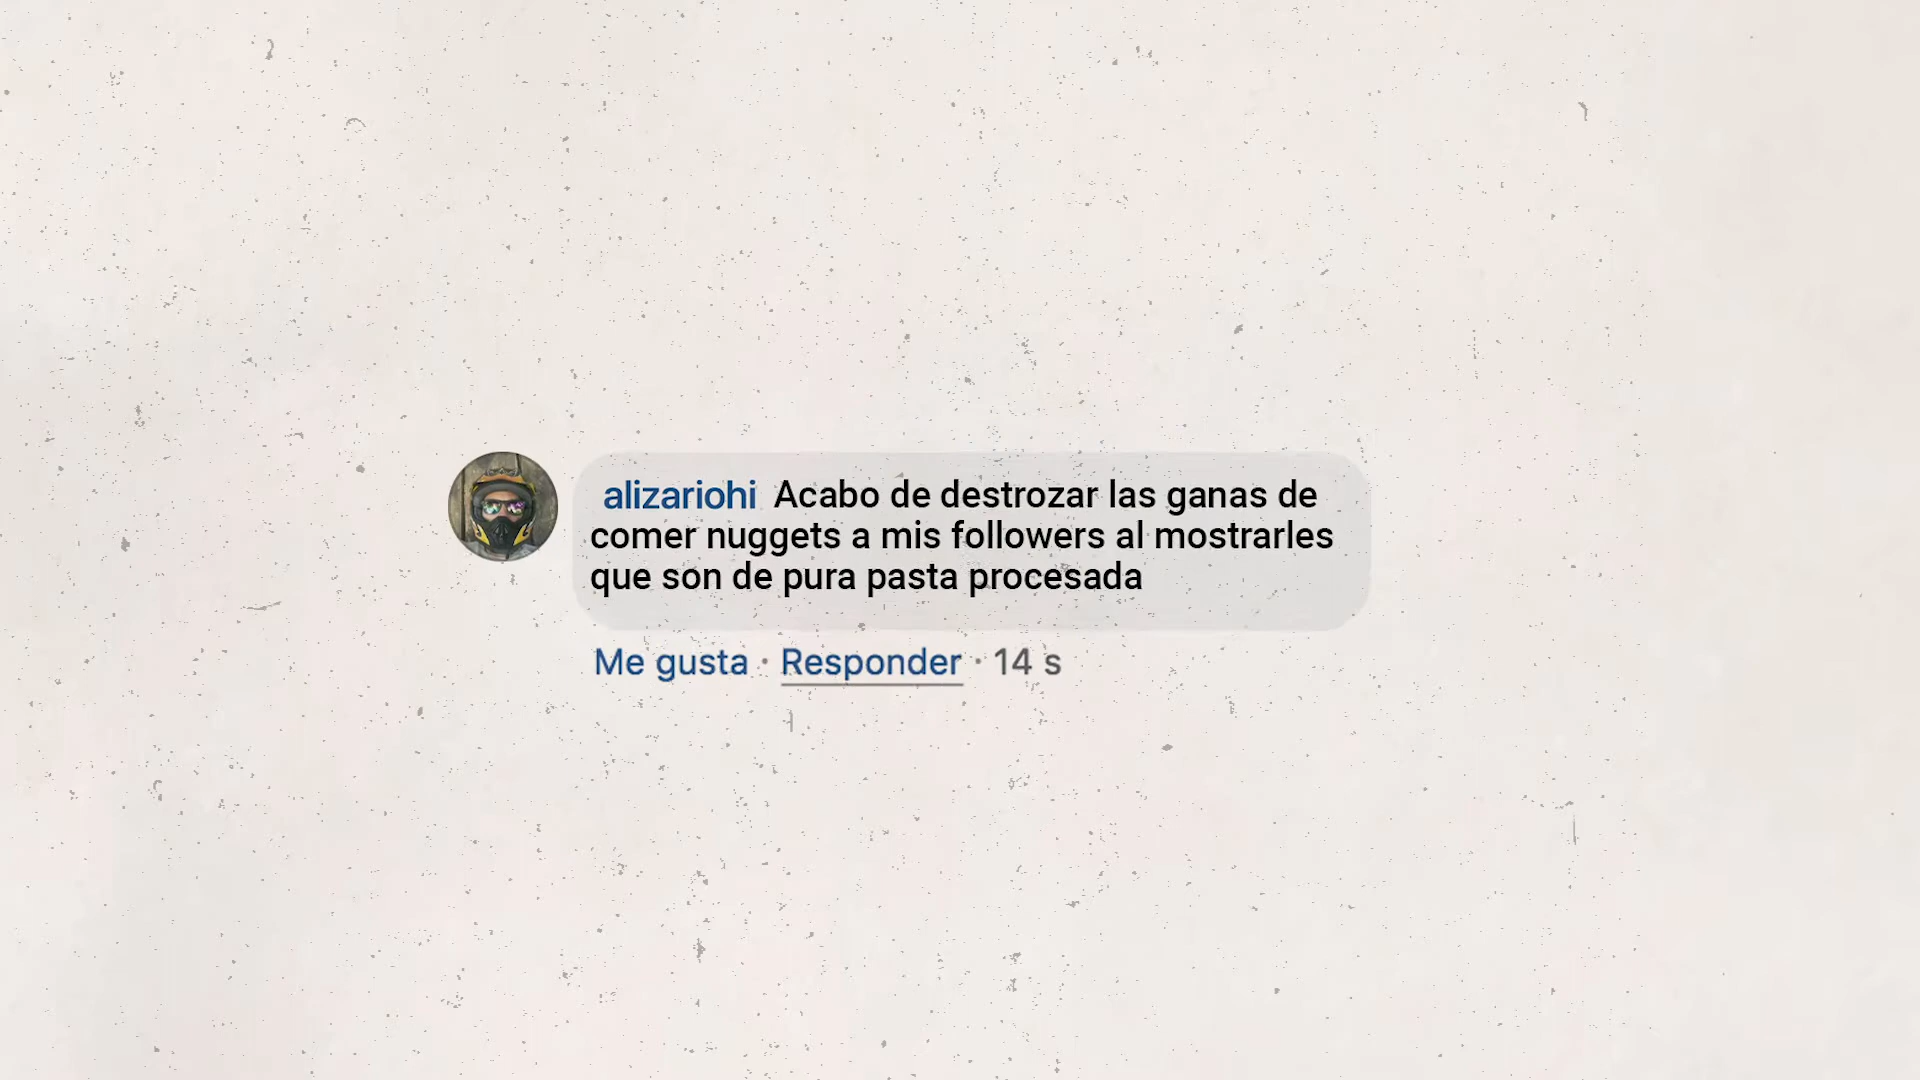 alizariohi Acabo de destrozar las ganas de
comer nuggets a mis followers al mostrarles
que son de pura pasta procesada
Me gusta · Responder · 14 s